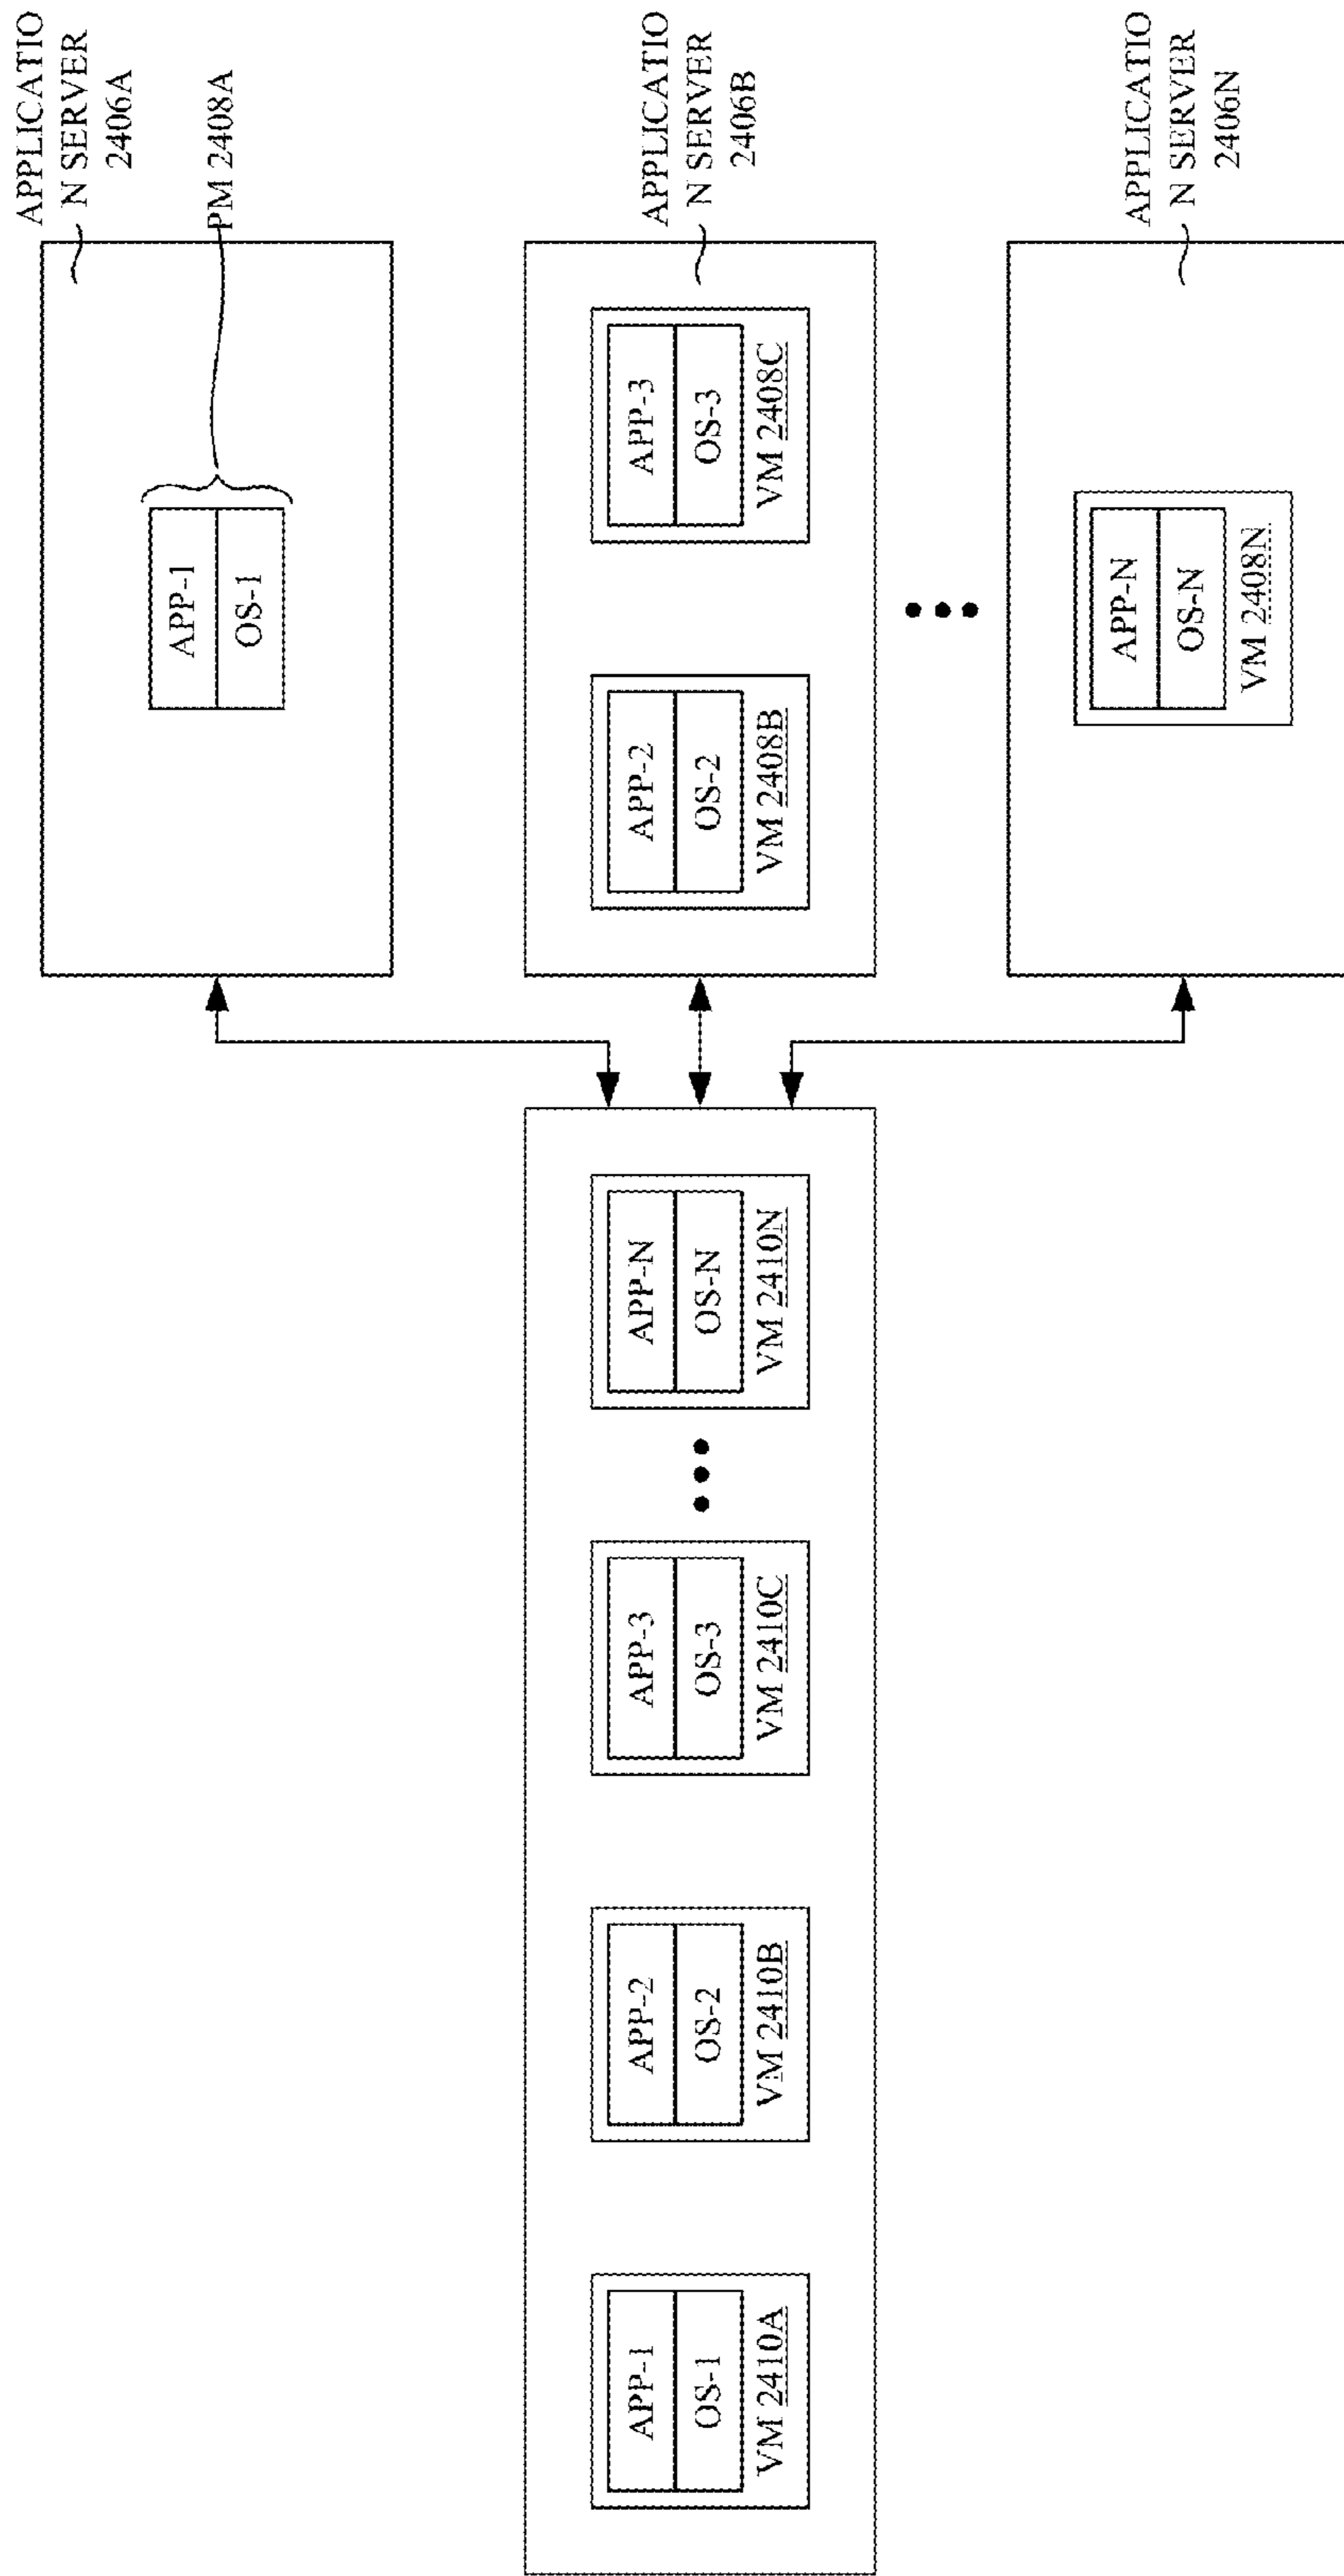 APPLICATIO
N SERVER
2406A
PM 2408A
APP-1
OS-1
APPLICATIO
N SERVER
2406B
APP-2
OS-2
VM 2408B
APP-3
OS-3
VM 2408C
APPLICATIO
N SERVER
2406N
APP-N
OS-N
VM 2408N
APP-1
OS-1
VM 2410A
APP-2
OS-2
VM 2410B
APP-3
OS-3
VM 2410C
APP-N
OS-N
VM 2410N